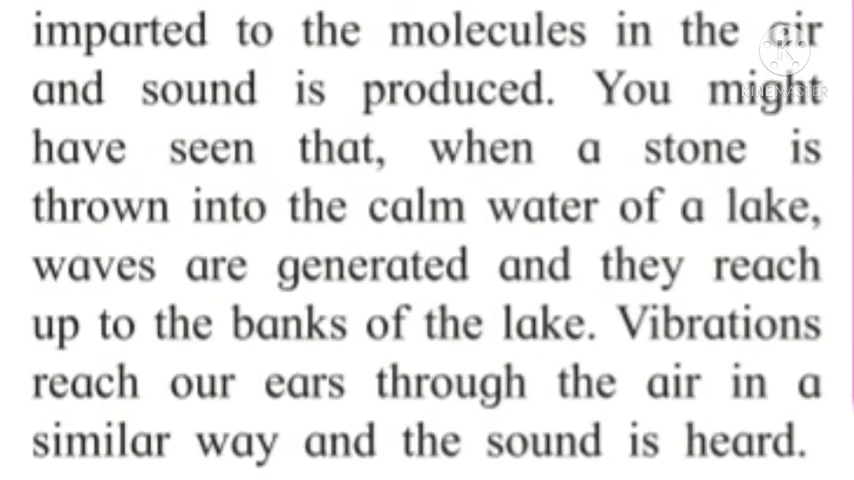 imparted to the molecules in the air
and sound is produced. You might
KINEMASTER
have seen that, when a stone is
thrown into the calm water of a lake,
waves are generated and they reach
up to the banks of the lake. Vibrations
reach our ears through the air in a
similar way and the sound is heard.